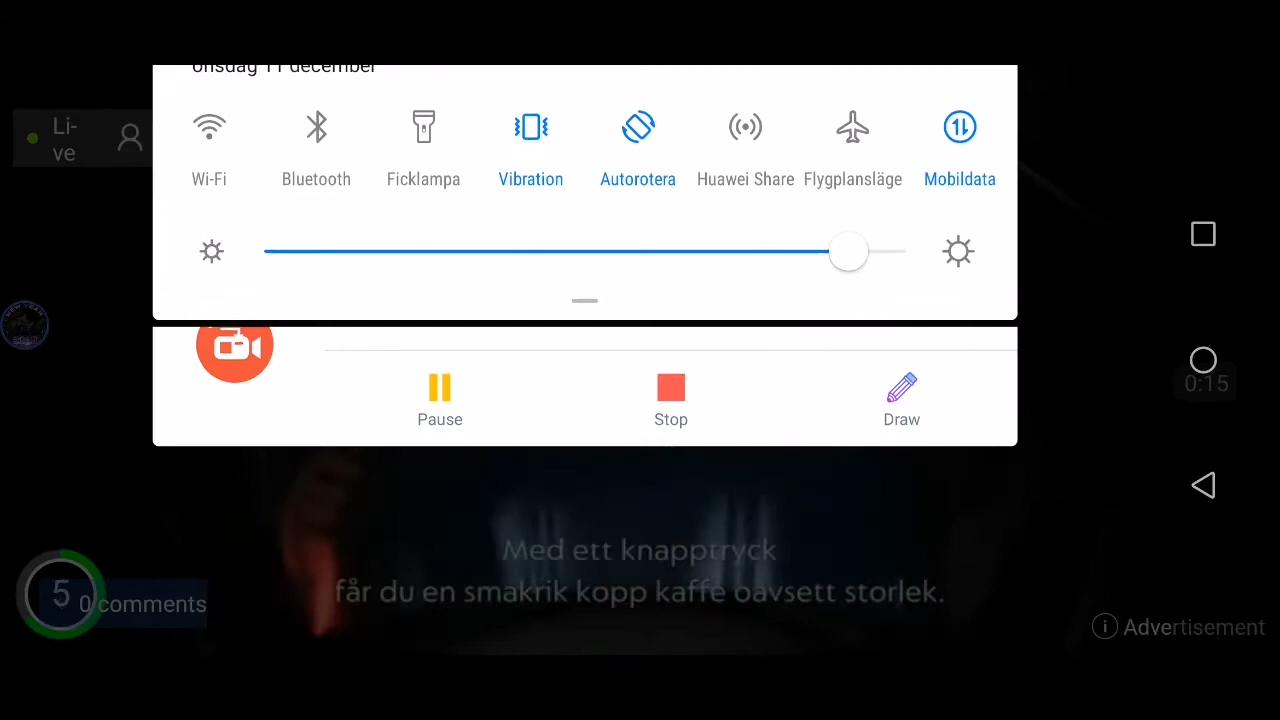 onsdag 11 december
Li-
ve
Wi-Fi
Bluetooth
Ficklampa
Vibration
Autorotera
Huawei Share
Flygplansläge
Mobildata
Pause
Stop
Draw
0:15
Med ett knapptryck
får du en smakrik kopp kaffe oavsett storlek.
5
0 comments
Advertisement